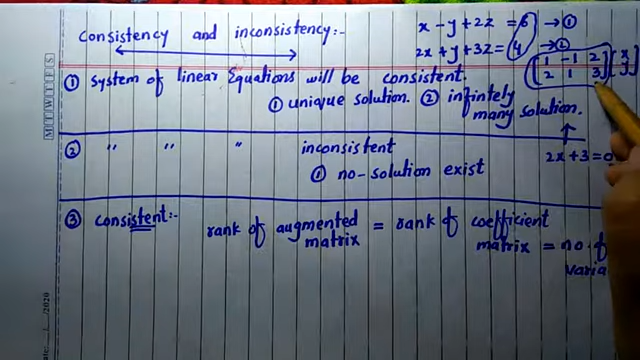 consistency and inconsistency:-
x - y + 2z = 6 → ①
2x + y + 3z = 4 → ②
[1 -1 2
2 1 3] [x
y
① System of linear Equations will be consistent.
① unique solution. ② infinitely
many solution.
↑
2x+3=0
② " " " inconsistent
① no-solution exist
③ consistent:- rank of augmented matrix = rank of coefficient
matrix = no. of
varia